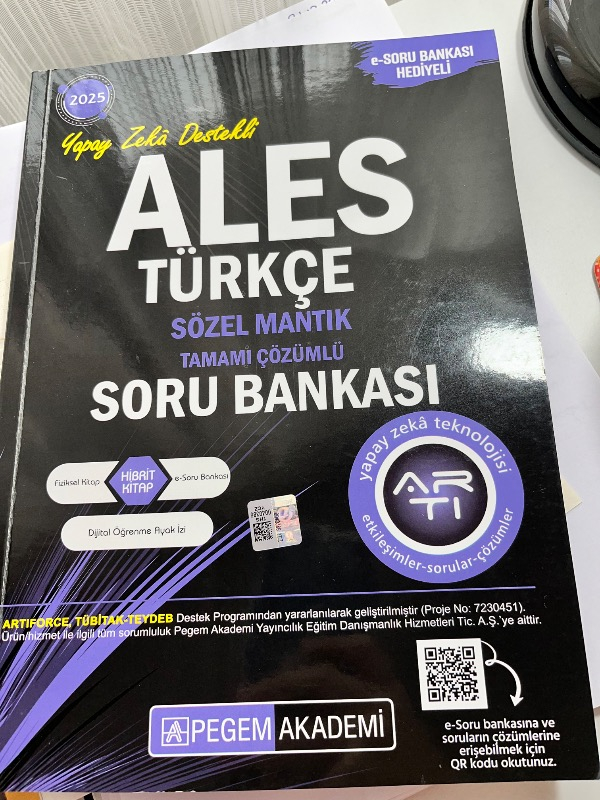 e-SORU BANKASI
HEDİYELİ
2025
Yapay Zekâ Destekli
ALES
TÜRKÇE
SÖZEL MANTIK
TAMAMI ÇÖZÜMLÜ
SORU BANKASI
Fiziksel Kitap
HİBRİT
KİTAP
e-Soru Bankası
Dijital Öğrenme Ayak İzi
yapay zekâ teknolojisi
ARTI
etkileşimler-sorular-çözümler
ARTIFORCE, TÜBİTAK-TEYDEB Destek Programından yararlanılarak geliştirilmiştir (Proje No: 7230451).
Ürün/hizmet ile ilgili tüm sorumluluk Pegem Akademi Yayıncılık Eğitim Danışmanlık Hizmetleri Tic. A.Ş.'ye aittir.
PEGEM AKADEMİ
e-Soru bankasına ve
soruların çözümlerine
erişebilmek için
QR kodu okutunuz.